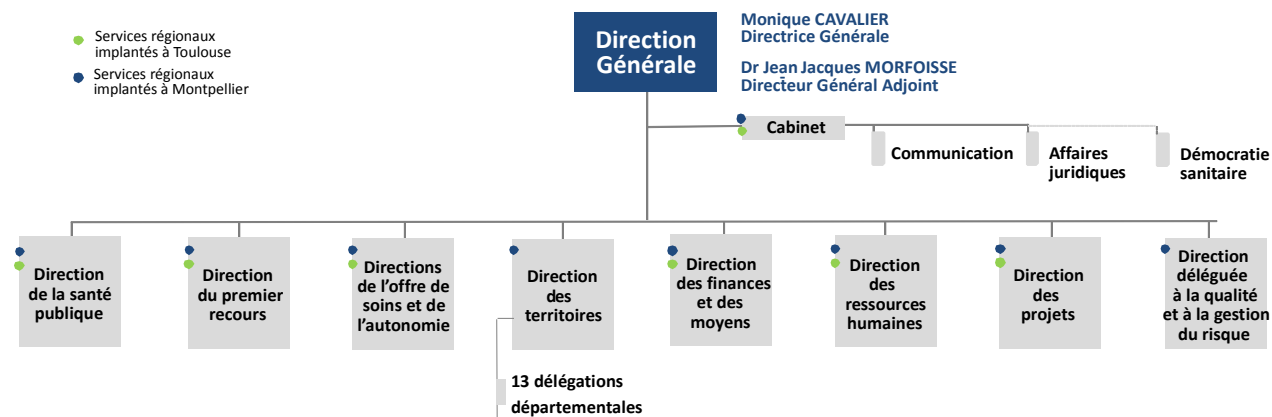 Services régionaux
implantés à Toulouse
Services régionaux
implantés à Montpellier
Direction
Générale
Monique CAVALIER
Directrice Générale
Dr Jean Jacques MORFOISSE
Directeur Général Adjoint
Cabinet
Communication
Affaires
juridiques
Démocratie
sanitaire
Direction
de la santé
publique
Direction
du premier
recours
Directions
de l'offre de
soins et de
l'autonomie
Direction
des
territoires
Direction
des finances
et des
moyens
Direction
des
ressources
humaines
Direction
des
projets
Direction
déléguée
à la qualité
et à la gestion
du risque
13 délégations
départementales